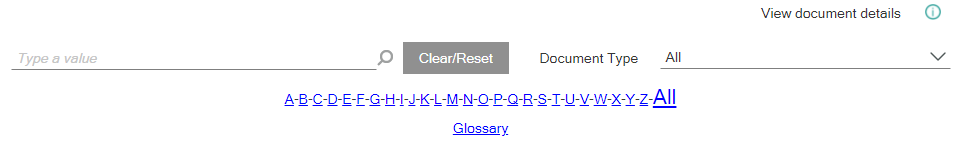 View document details
Type a value Clear/Reset Document Type All
A-B-C-D-E-F-G-H-I-J-K-L-M-N-O-P-Q-R-S-T-U-V-W-X-Y-Z-All
Glossary